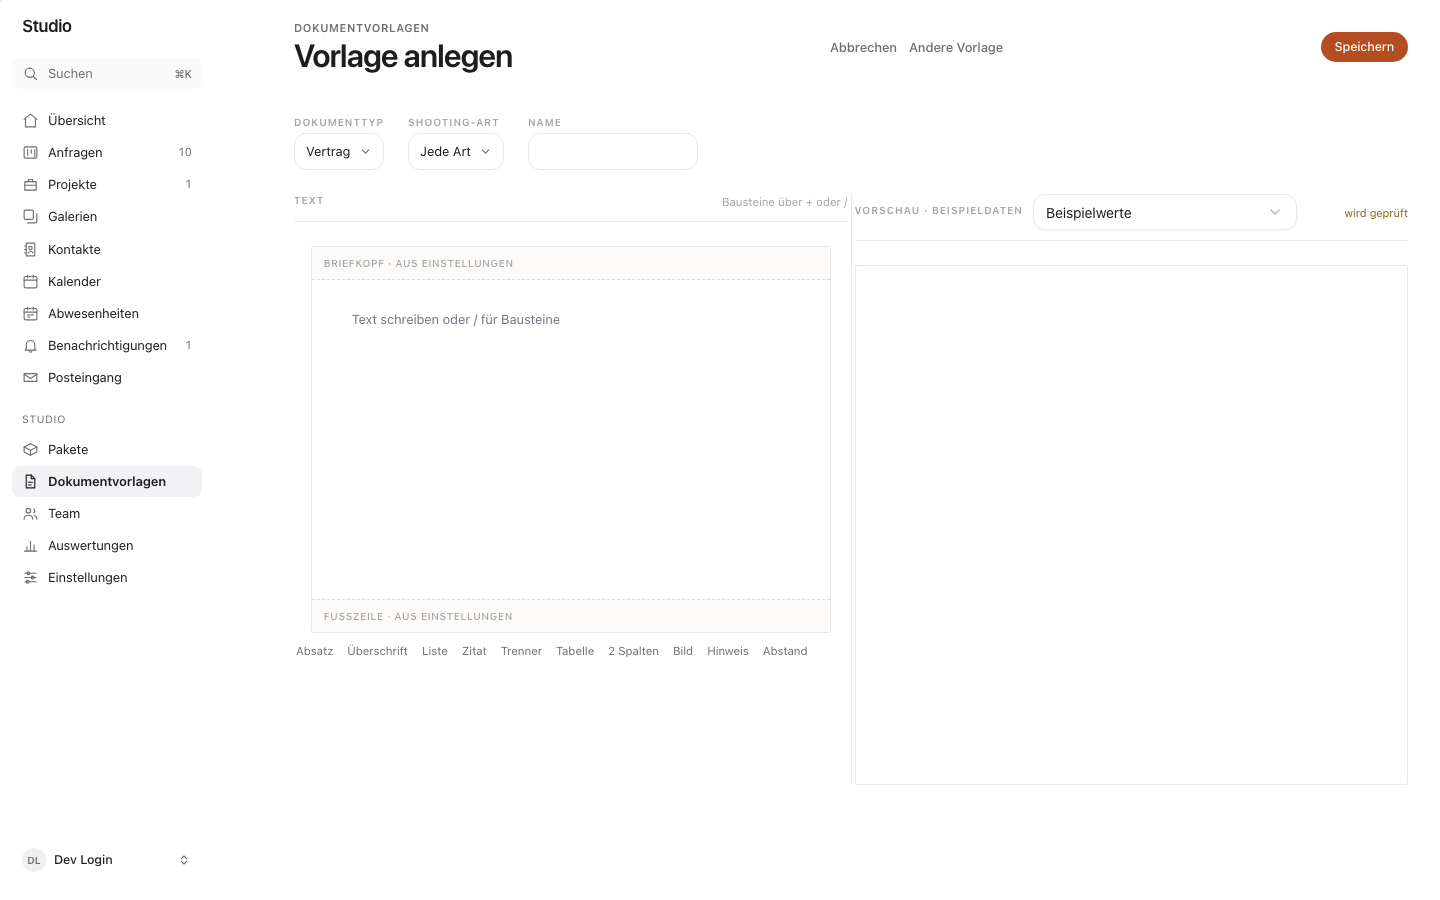 Studio
Suchen ⌘K
Übersicht
Anfragen 10
Projekte 1
Galerien
Kontakte
Kalender
Abwesenheiten
Benachrichtigungen 1
Posteingang
STUDIO
Pakete
Dokumentvorlagen
Team
Auswertungen
Einstellungen
DL Dev Login
DOKUMENTVORLAGEN
Vorlage anlegen
Abbrechen Andere Vorlage
Speichern
DOKUMENTTYP SHOOTING-ART NAME
Vertrag Jede Art
TEXT Bausteine über + oder /
BRIEFKOPF · AUS EINSTELLUNGEN
Text schreiben oder / für Bausteine
FUSSZEILE · AUS EINSTELLUNGEN
Absatz Überschrift Liste Zitat Trenner Tabelle 2 Spalten Bild Hinweis Abstand
VORSCHAU · BEISPIELDATEN Beispielwerte wird geprüft